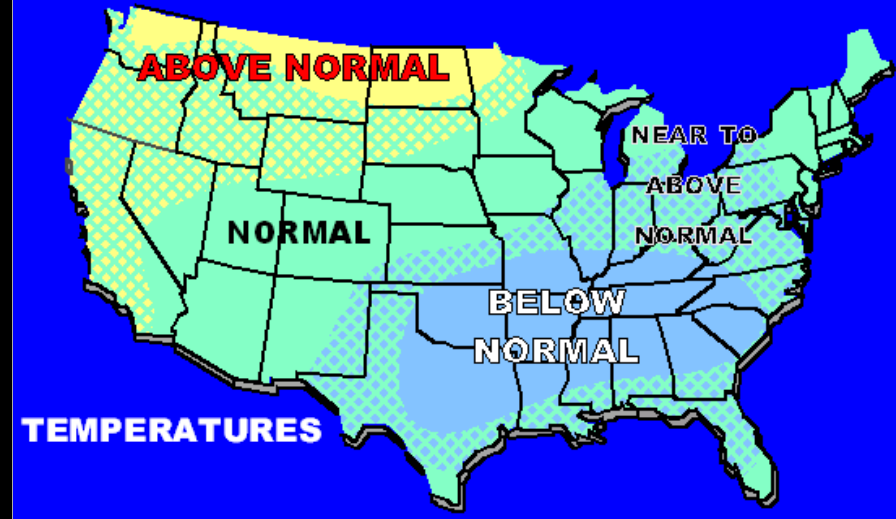 ABOVE NORMAL
NEAR TO
ABOVE
NORMAL
NORMAL
BELOW
NORMAL
TEMPERATURES